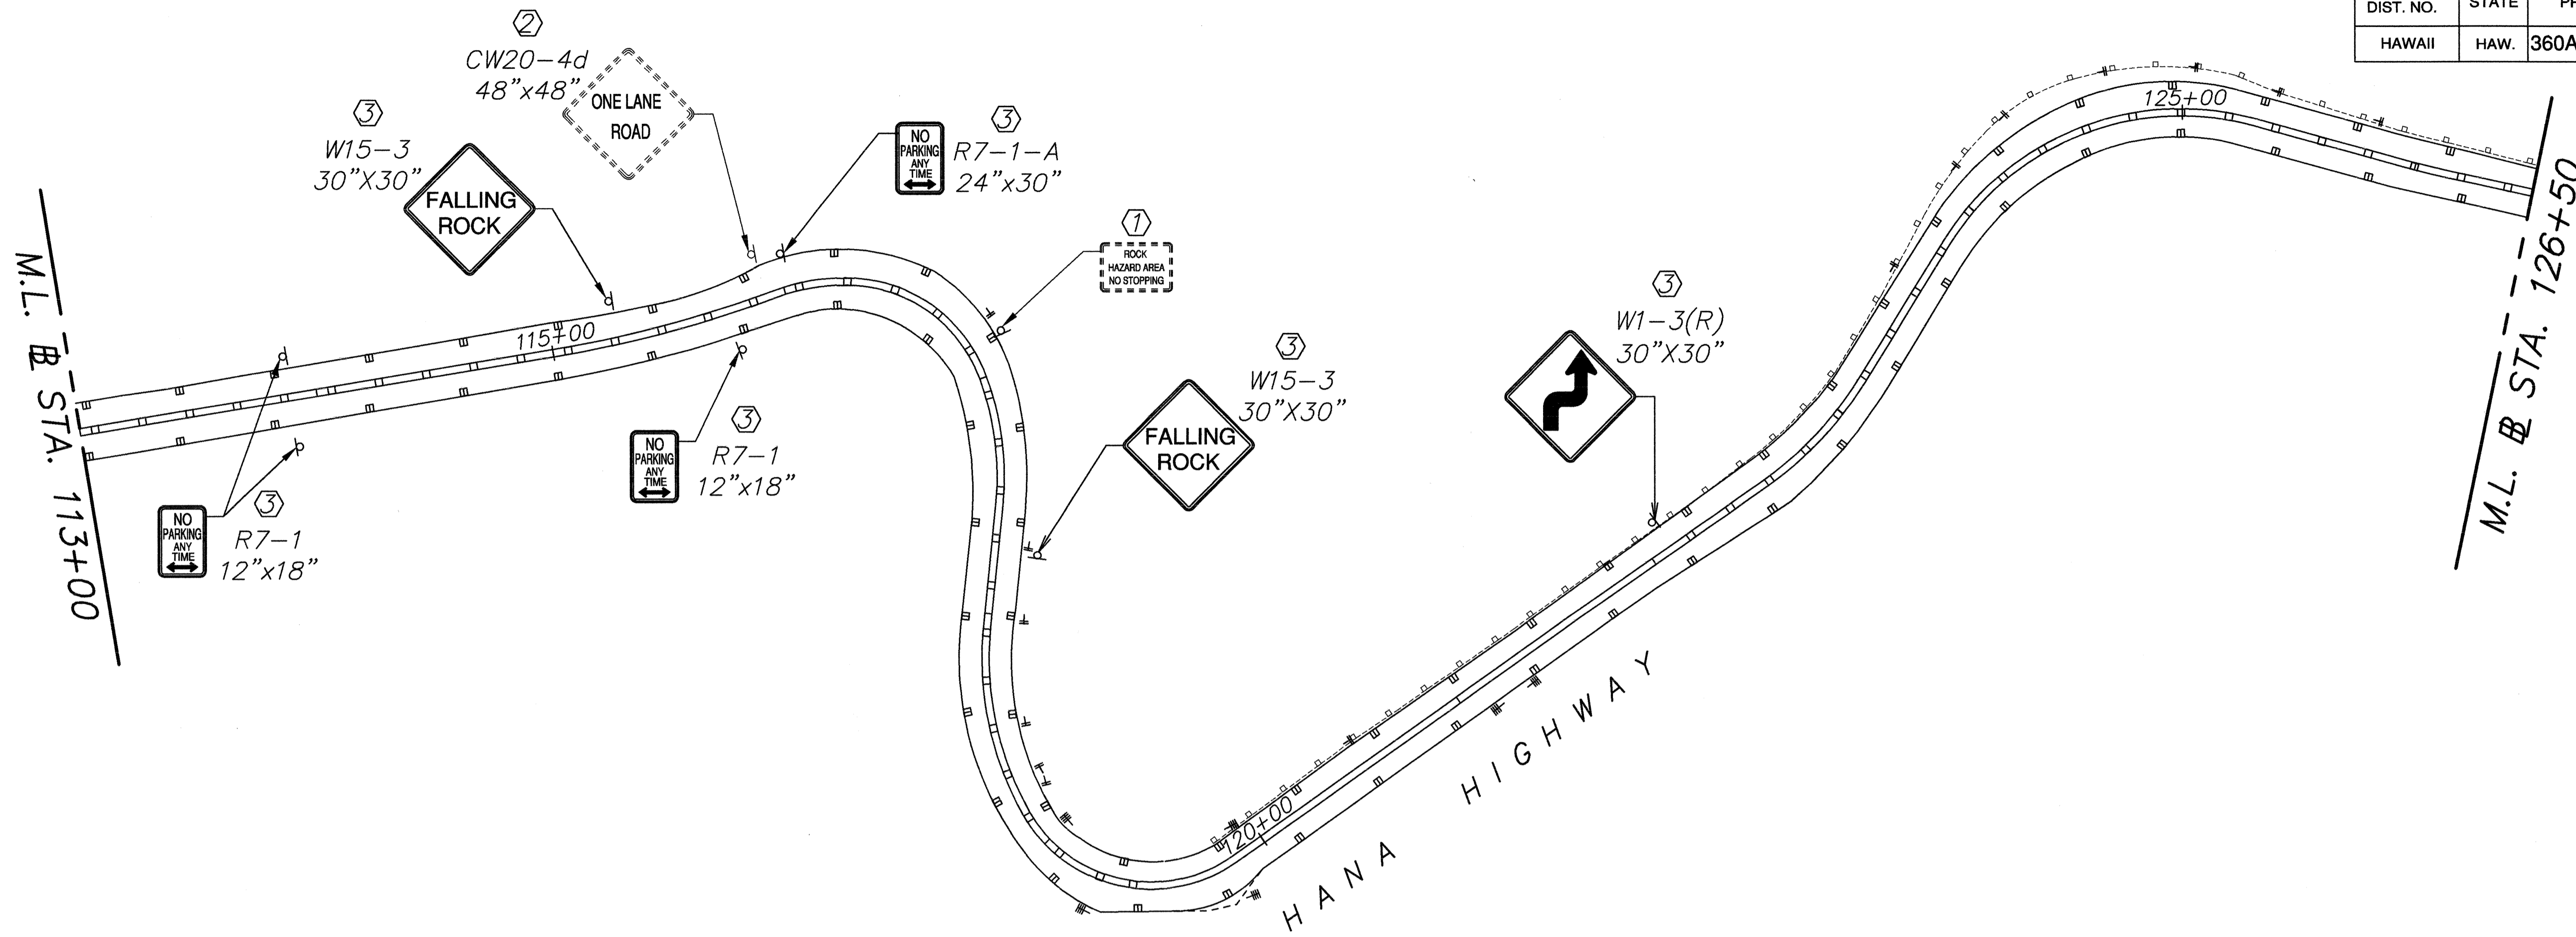 DIST. NO.
STATE
HAWAII
HAW.
360A
2
CW20-4d
48"x48"
ONE LANE
ROAD
3
W15-3
30"X30"
FALLING
ROCK
NO
PARKING
ANY
TIME
3
R7-1-A
24"x30"
1
ROCK
HAZARD AREA
NO STOPPING
125+00
M.L. BL STA. 113+00
115+00
M.L. BL STA. 126+50
3
W1-3(R)
30"X30"
3
W15-3
30"X30"
FALLING
ROCK
NO
PARKING
ANY
TIME
3
R7-1
12"x18"
NO
PARKING
ANY
TIME
3
R7-1
12"x18"
120+00
HANA HIGHWAY